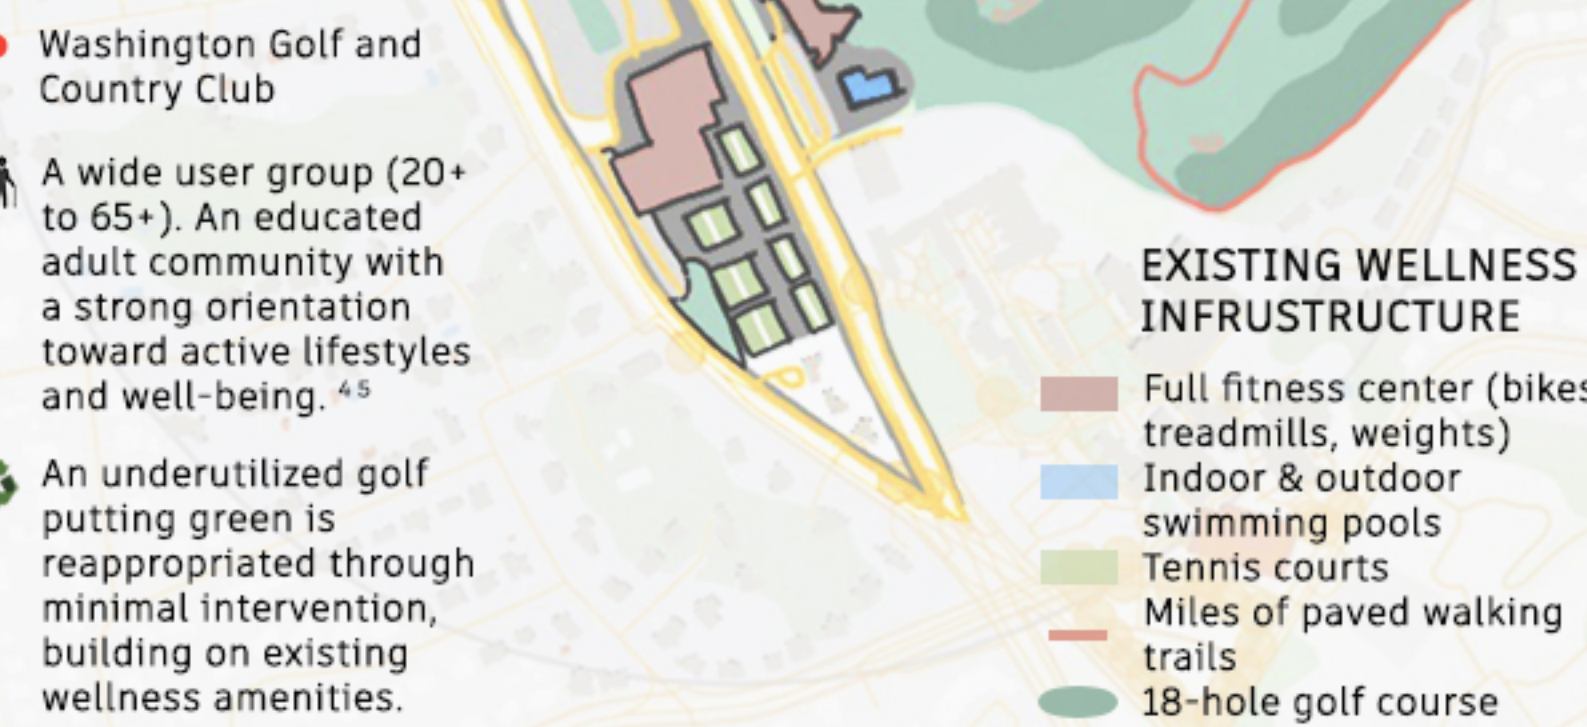 Washington Golf and
Country Club
A wide user group (20+
to 65+). An educated
adult community with
a strong orientation
toward active lifestyles
and well-being. 4 5
An underutilized golf
putting green is
reappropriated through
minimal intervention,
building on existing
wellness amenities.
EXISTING WELLNESS
INFRUSTRUCTURE
Full fitness center (bikes
treadmills, weights)
Indoor & outdoor
swimming pools
Tennis courts
Miles of paved walking
trails
18-hole golf course